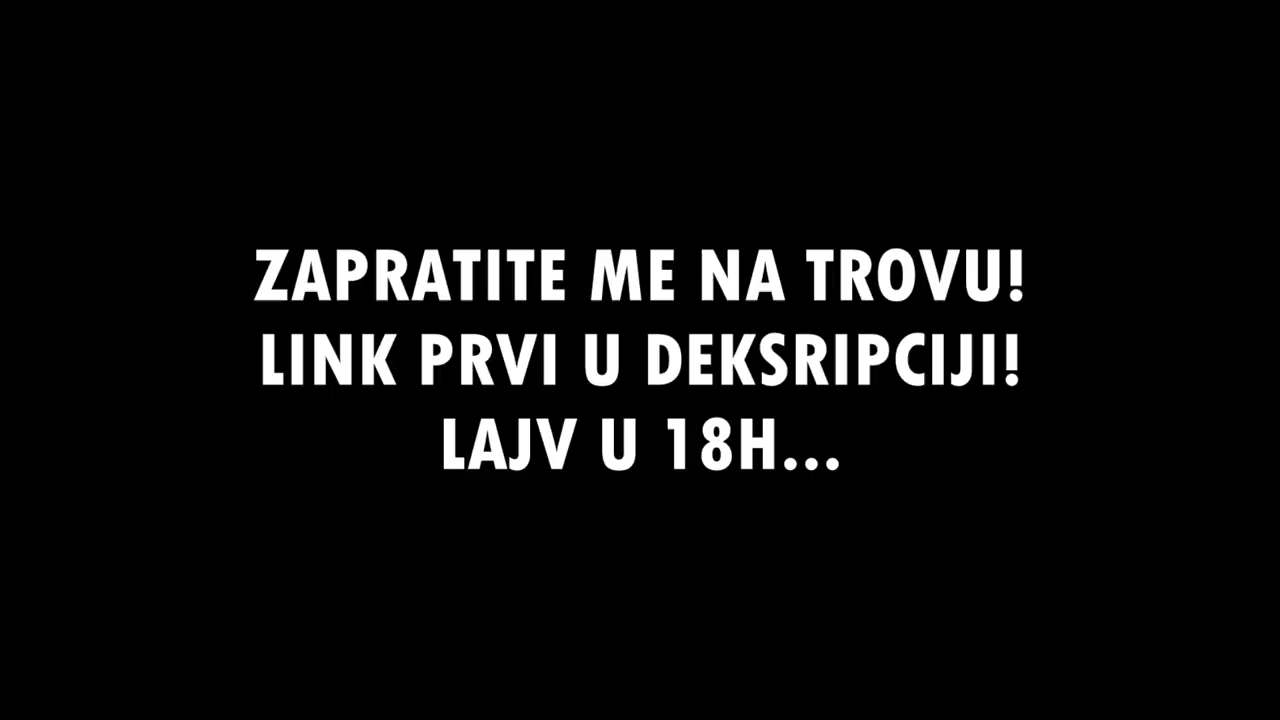 ZAPRATITE ME NA TROVU!
LINK PRVI U DEKSRIPCIJI!
LAJV U 18H...